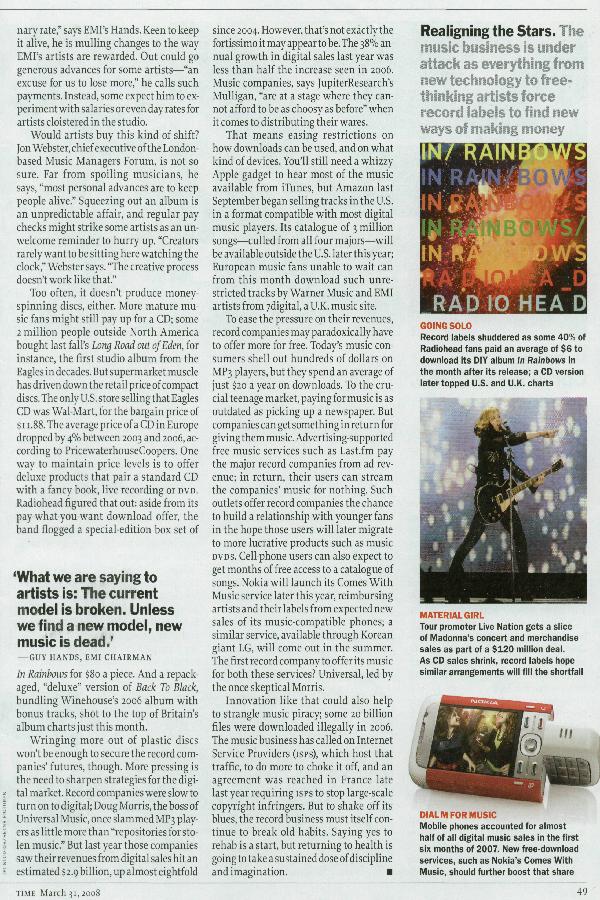 nary rate," says EMI's Hands. Keen to keep
it alive, he is mulling changes to the way
EMI's artists are rewarded. Out could go
generous advances for some artists—"an
excuse for us to lose more," he calls such
payments. Instead, some expect him to ex-
periment with salaries or even day rates for
artists cloistered in the studio.
Would artists buy this kind of shift?
Jon Webster, chief executive of the London-
based Music Managers Forum, is not so
sure. Far from spoiling musicians, he
says, "most personal advances are to keep
people alive." Squeezing out an album is
an unpredictable affair, and regular pay
checks might strike some artists as an un-
welcome reminder to hurry up. "Creators
rarely want to be sitting here watching the
clock," Webster says. "The creative process
doesn't work like that."
Too often, it doesn't produce money-
spinning discs, either. More mature mu-
sic fans might still pay up for a CD; some
2 million people outside North America
bought last fall's Long Road out of Eden, for
instance, the first studio album from the
Eagles in decades. But supermarket muscle
has driven down the retail price of compact
discs. The only U.S. store selling that Eagles
CD was Wal-Mart, for the bargain price of
$11.88. The average price of a CD in Europe
dropped by 4% between 2003 and 2006, ac-
cording to PricewaterhouseCoopers. One
way to maintain price levels is to offer
deluxe products that pair a standard CD
with a fancy book, live recording or DVD.
Radiohead figured that out: aside from its
pay-what-you-want download offer, the
band flogged a special-edition box set of
'What we are saying to
artists is: The current
model is broken. Unless
we find a new model, new
music is dead.'
—GUY HANDS, EMI CHAIRMAN
In Rainbows for $80 a piece. And a repack-
aged, "deluxe" version of Back To Black,
bundling Winehouse's 2006 album with
bonus tracks, shot to the top of Britain's
album charts just this month.
Wringing more out of plastic discs
won't be enough to secure the record com-
panies' futures, though. More pressing is
the need to sharpen strategies for the digi-
tal market. Record companies were slow to
turn on to digital; Doug Morris, the boss of
Universal Music, once slammed MP3 play-
ers as little more than "repositories for sto-
len music." But last year those companies
saw their revenues from digital sales hit an
estimated $2.9 billion, up almost eightfold
since 2004. However, that's not exactly the
fortissimo it may appear to be. The 38% an-
nual growth in digital sales last year was
less than half the increase seen in 2006.
Music companies, says JupiterResearch's
Mulligan, "are at a stage where they can-
not afford to be as choosy as before" when
it comes to distributing their wares.
That means easing restrictions on
how downloads can be used, and on what
kind of devices. You'll still need a whizzy
Apple gadget to hear most of the music
available from iTunes, but Amazon last
September began selling tracks in the U.S.
in a format compatible with most digital
music players. Its catalogue of 3 million
songs—culled from all four majors—will
be available outside the U.S. later this year;
European music fans unable to wait can
from this month download such unre-
stricted tracks by Warner Music and EMI
artists from 7digital, a U.K. music site.
To ease the pressure on their revenues,
record companies may paradoxically have
to offer more for free. Today's music con-
sumers shell out hundreds of dollars on
MP3 players, but they spend an average of
just $20 a year on downloads. To the cru-
cial teenage market, paying for music is as
outdated as picking up a newspaper. But
companies can get something in return for
giving them music. Advertising-supported
free music services such as Last.fm pay
the major record companies from ad rev-
enue; in return, their users can stream
the companies' music for nothing. Such
outlets offer record companies the chance
to build a relationship with younger fans
in the hope those users will later migrate
to more lucrative products such as music
DVDs. Cell-phone users can also expect to
get months of free access to a catalogue of
songs. Nokia will launch its Comes With
Music service later this year, reimbursing
artists and their labels from expected new
sales of its music-compatible phones; a
similar service, available through Korean
giant LG, will come out in the summer.
The first record company to offer its music
for both these services? Universal, led by
the once skeptical Morris.
Innovation like that could also help
to strangle music piracy; some 20 billion
files were downloaded illegally in 2006.
The music business has called on Internet
Service Providers (ISPs), which host that
traffic, to do more to choke it off, and an
agreement was reached in France late
last year requiring ISPs to stop large-scale
copyright infringers. But to shake off its
blues, the record business must itself con-
tinue to break old habits. Saying yes to
rehab is a start, but returning to health is
going to take a sustained dose of discipline
and imagination.
Realigning the Stars. The
music business is under
attack as everything from
new technology to free-
thinking artists force
record labels to find new
ways of making money
IN/ RAINBOWS
IN RAIN/BOWS
IN RAINBOWS
IN RAINBOWS/
IN RAINBOWS
RADIOHEA_D
RAD IO HEA D
GOING SOLO
Record labels shuddered as some 40% of
Radiohead fans paid an average of $6 to
download its DIY album In Rainbows in
the month after its release; a CD version
later topped U.S. and U.K. charts
MATERIAL GIRL
Tour promoter Live Nation gets a slice
of Madonna's concert and merchandise
sales as part of a $120 million deal.
As CD sales shrink, record labels hope
similar arrangements will fill the shortfall
NOKIA
DIAL M FOR MUSIC
Mobile phones accounted for almost
half of all digital music sales in the first
six months of 2007. New free-download
services, such as Nokia's Comes With
Music, should further boost that share
TIME March 31, 2008
49